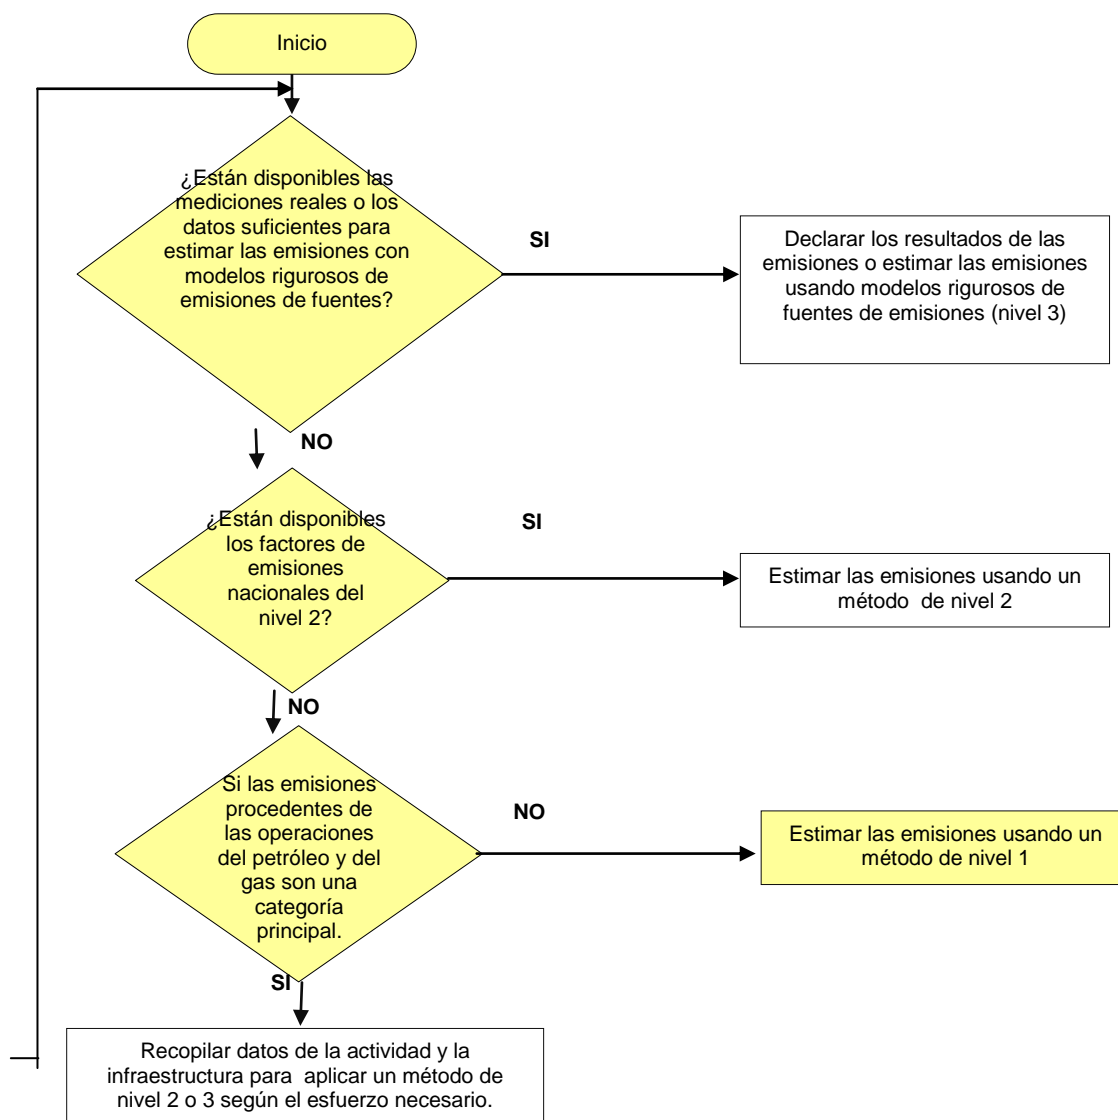 Inicio
¿Están disponibles las
mediciones reales o los
datos suficientes para
estimar las emisiones con
modelos rigurosos de
emisiones de fuentes?
SI
Declarar los resultados de las
emisiones o estimar las emisiones
usando modelos rigurosos de
fuentes de emisiones (nivel 3)
NO
¿Están disponibles
los factores de
emisiones
nacionales del
nivel 2?
SI
Estimar las emisiones usando un
método de nivel 2
NO
Si las emisiones
procedentes de
las operaciones
del petróleo y del
gas son una
categoría
principal.
NO
Estimar las emisiones usando un
método de nivel 1
SI
Recopilar datos de la actividad y la
infraestructura para aplicar un método de
nivel 2 o 3 según el esfuerzo necesario.